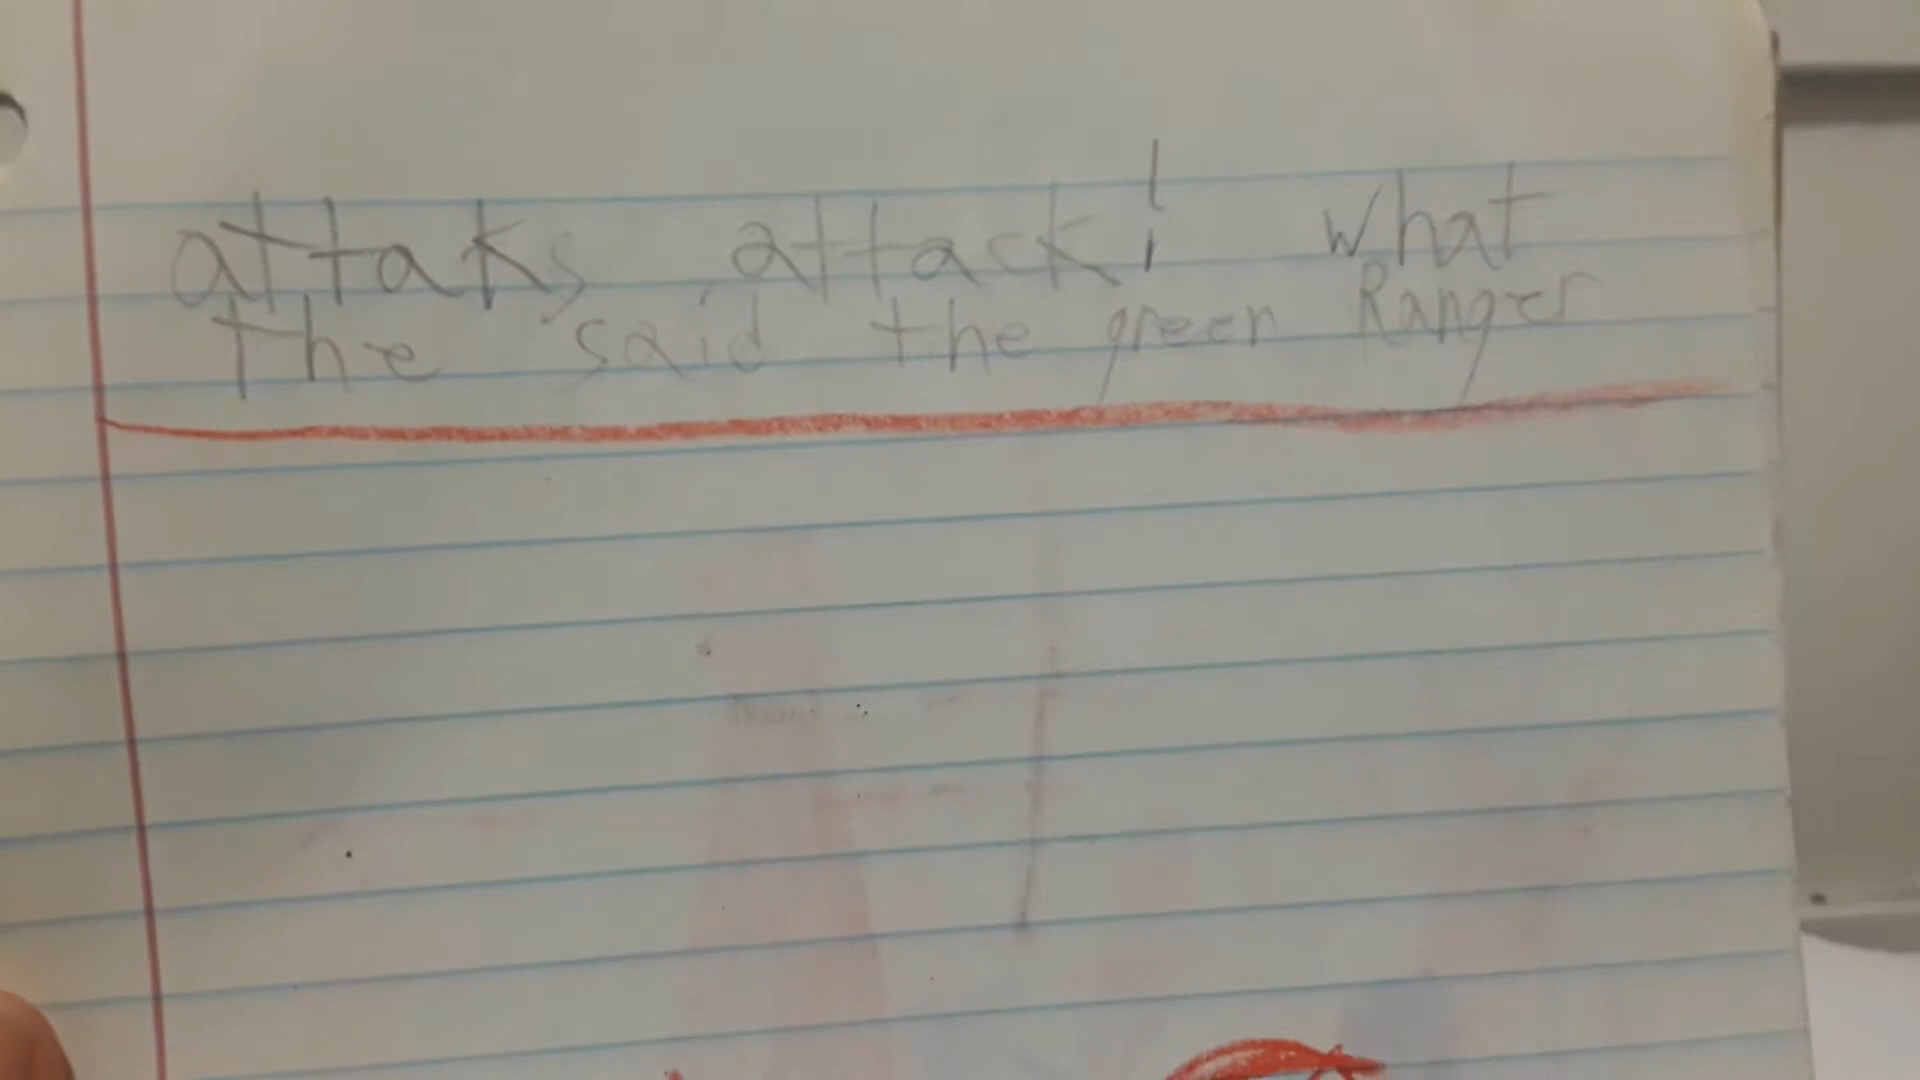 attaks attack! what
the said the green Ranger